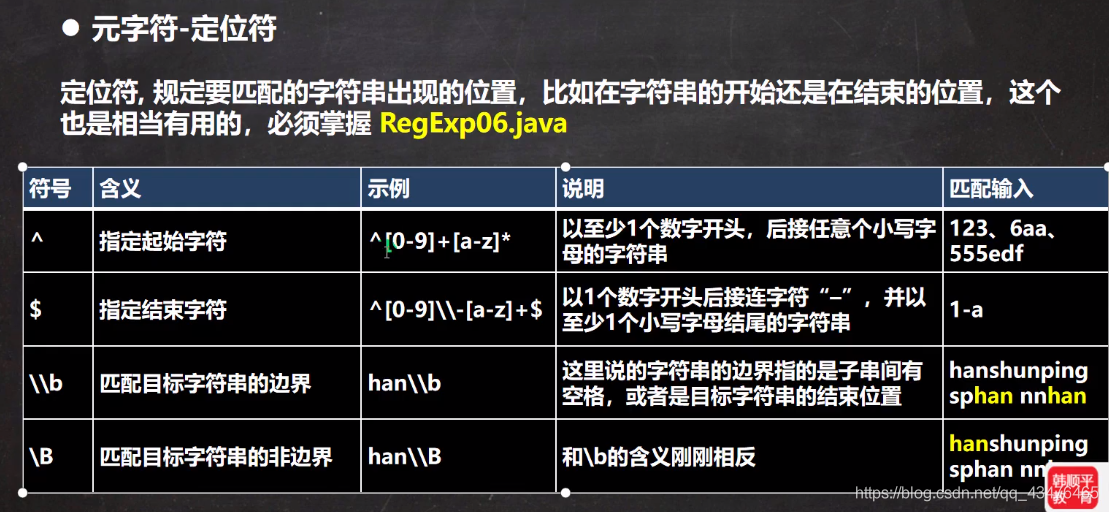 ● 元字符-定位符
定位符, 规定要匹配的字符串出现的位置，比如在字符串的开始还是在结束的位置，这个
也是相当有用的，必须掌握 RegExp06.java
符号 含义 示例 说明 匹配输入
^ 指定起始字符 ^[0-9]+[a-z]* 以至少1个数字开头，后接任意个小写字 123、6aa、
母的字符串 555edf
$ 指定结束字符 ^[0-9]\\-[a-z]+$ 以1个数字开头后接连字符“–”，并以 1-a
至少1个小写字母结尾的字符串
\\b 匹配目标字符串的边界 han\\b 这里说的字符串的边界指的是子串间有 hanshunping
空格，或者是目标字符串的结束位置 sphan nnhan
\B 匹配目标字符串的非边界 han\\B 和\b的含义刚刚相反 hanshunping
sphan
韩顺平
教育